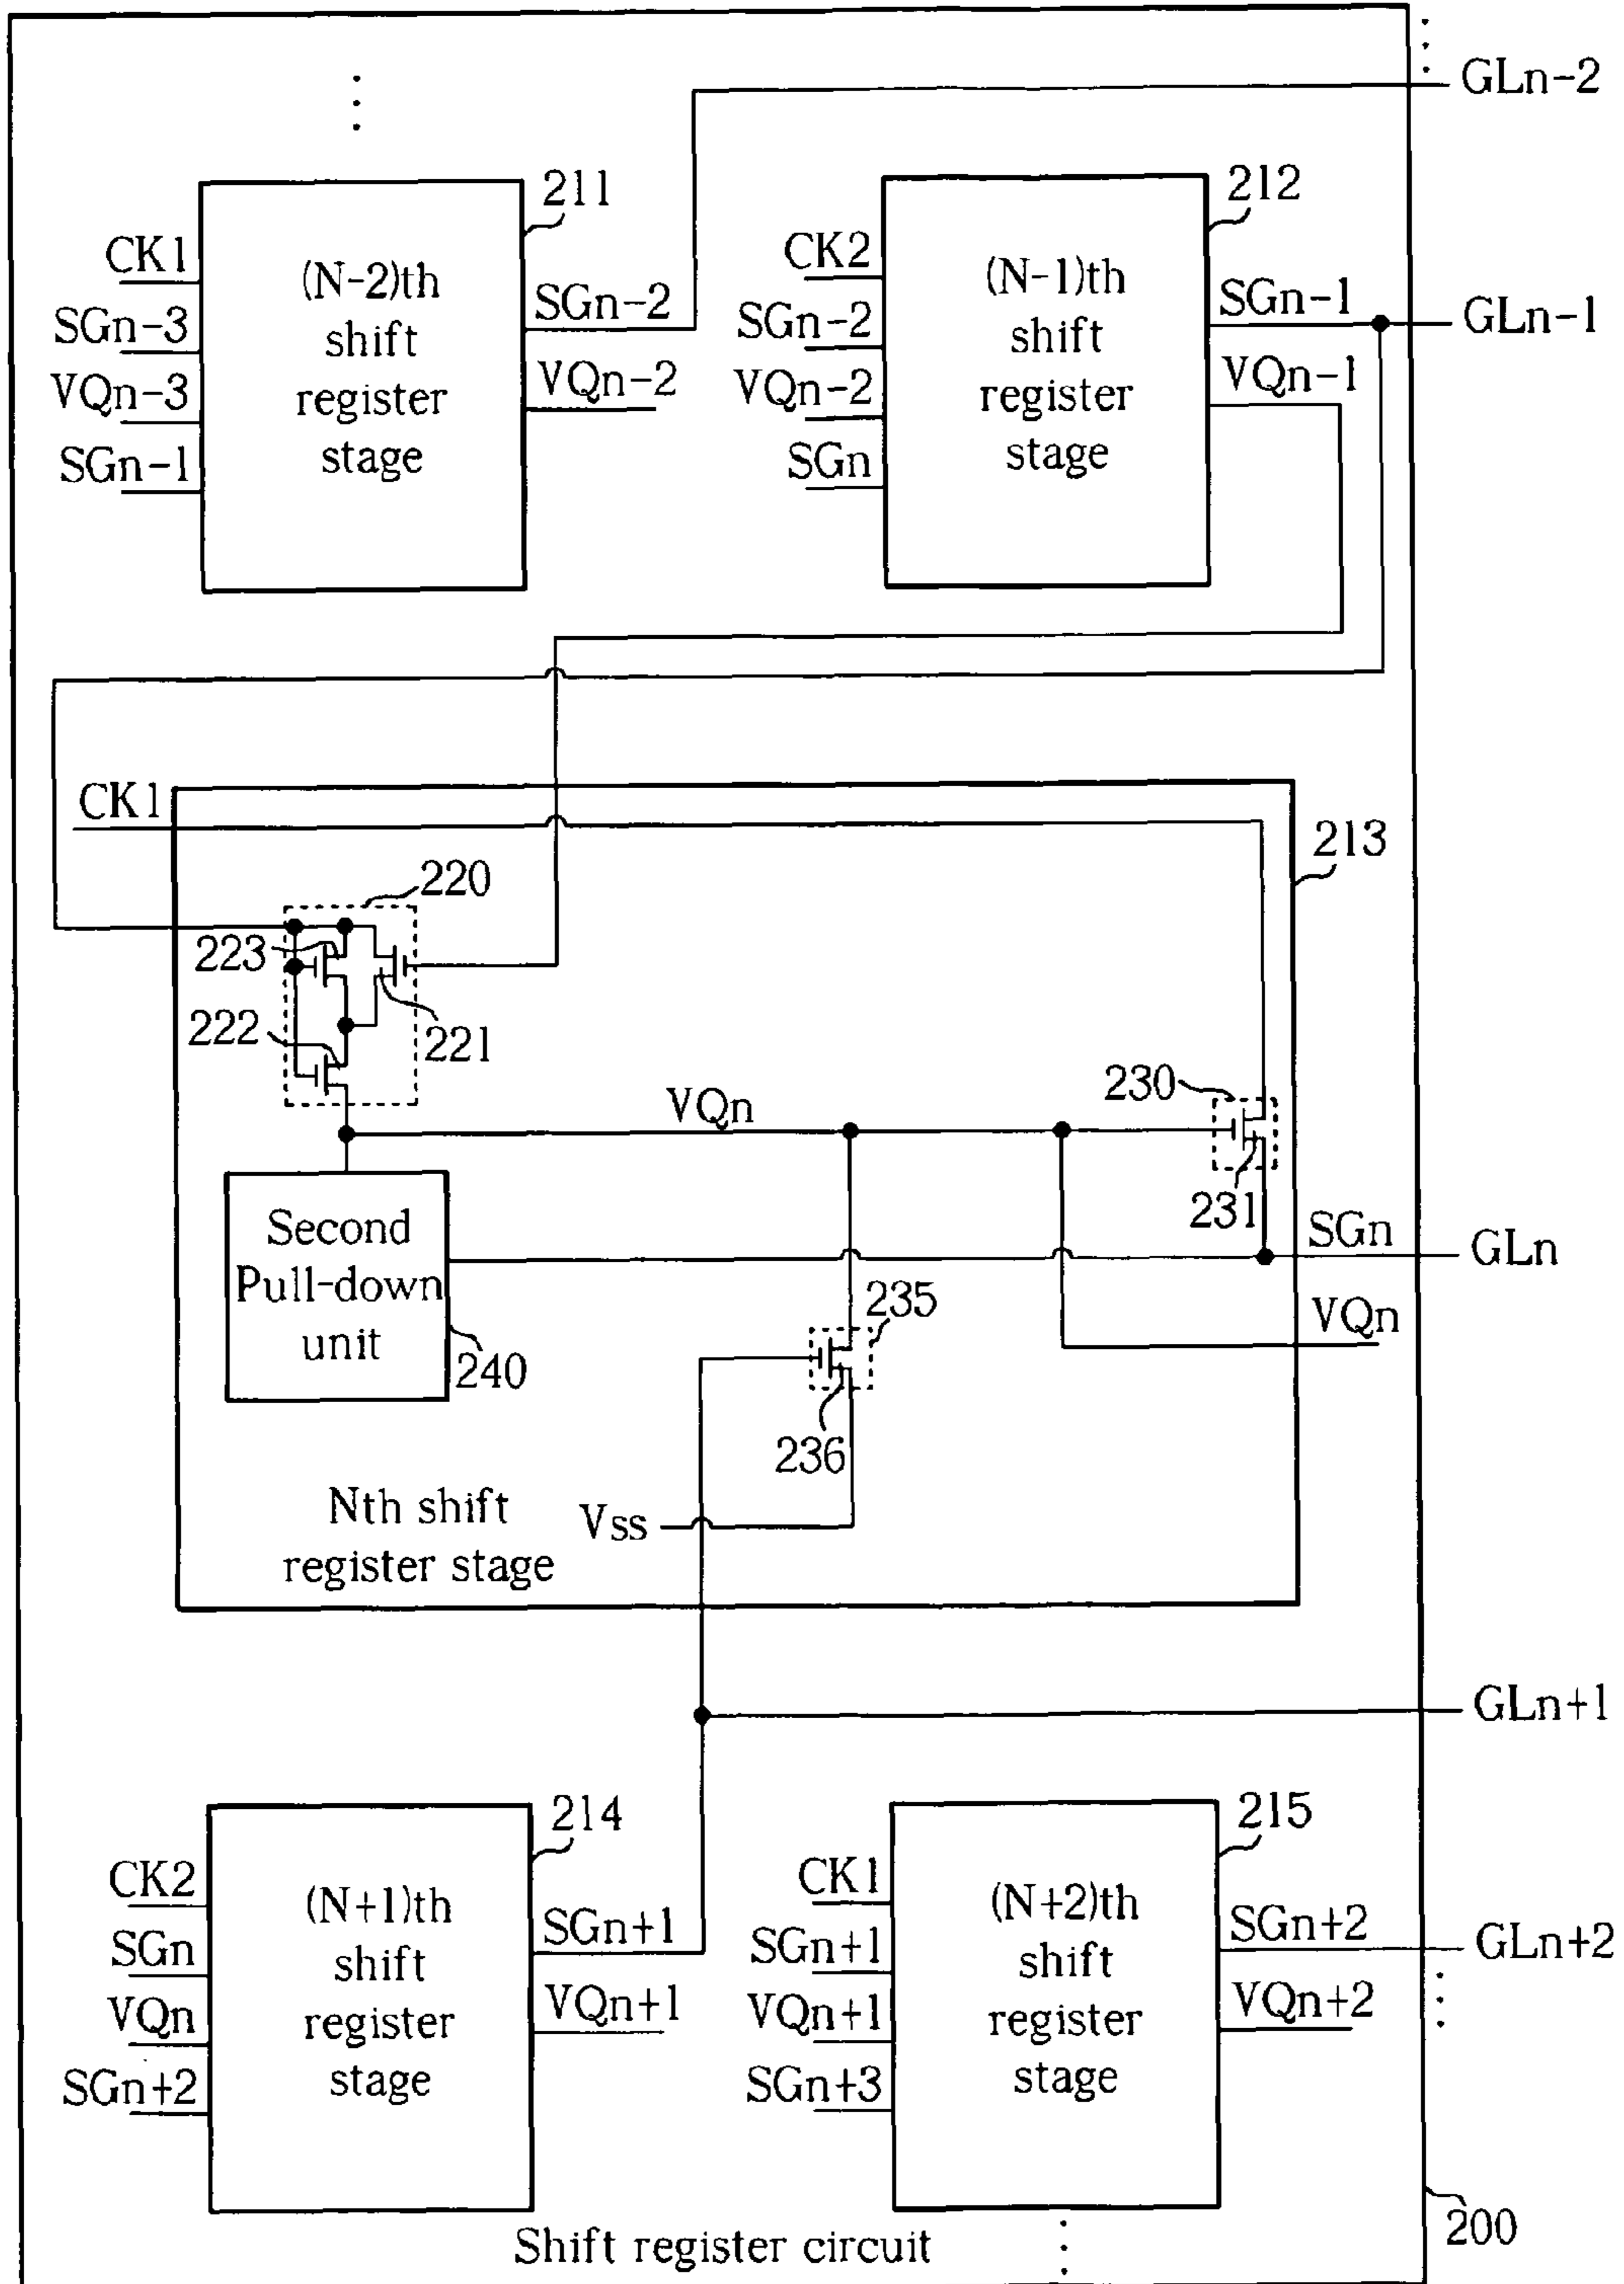 GLn-2
211
CK1
SGn-3
VQn-3
SGn-1
(N-2)th
shift
register
stage
SGn-2
VQn-2
212
CK2
SGn-2
VQn-2
SGn
(N-1)th
shift
register
stage
SGn-1
VQn-1
GLn-1
CK1
213
220
223
222
221
VQn
230
231
Second
Pull-down
unit
240
SGn
GLn
VQn
235
236
Vss
Nth shift
register stage
GLn+1
214
CK2
SGn
VQn
SGn+2
(N+1)th
shift
register
stage
SGn+1
VQn+1
215
CK1
SGn+1
VQn+1
SGn+3
(N+2)th
shift
register
stage
SGn+2
VQn+2
GLn+2
200
Shift register circuit